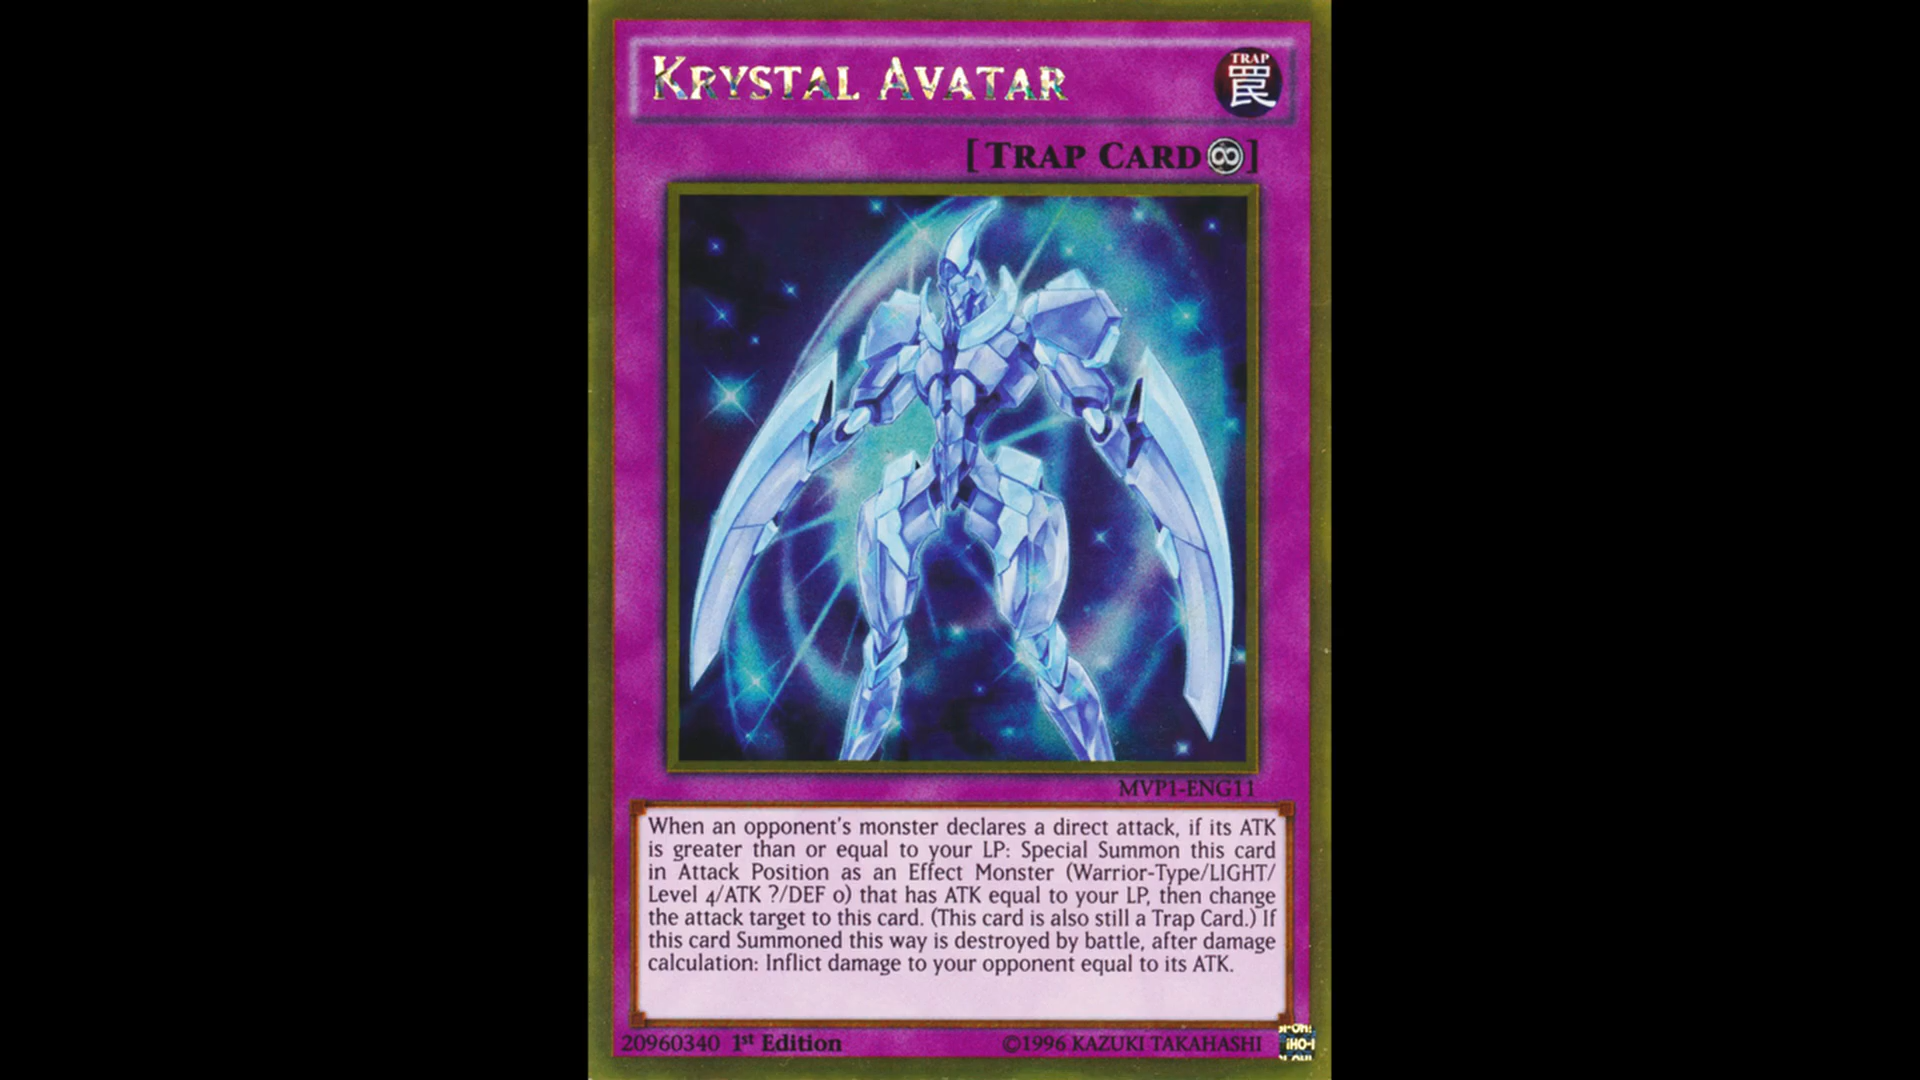 KRYSTAL AVATAR
TRAP
罠
[TRAP CARD∞]
MVP1-ENG11
When an opponent's monster declares a direct attack, if its ATK
is greater than or equal to your LP: Special Summon this card
in Attack Position as an Effect Monster (Warrior-Type/LIGHT/
Level 4/ATK ?/DEF 0) that has ATK equal to your LP, then change
the attack target to this card. (This card is also still a Trap Card.) If
this card Summoned this way is destroyed by battle, after damage
calculation: Inflict damage to your opponent equal to its ATK.
20960340 1st Edition
©1996 KAZUKI TAKAHASHI